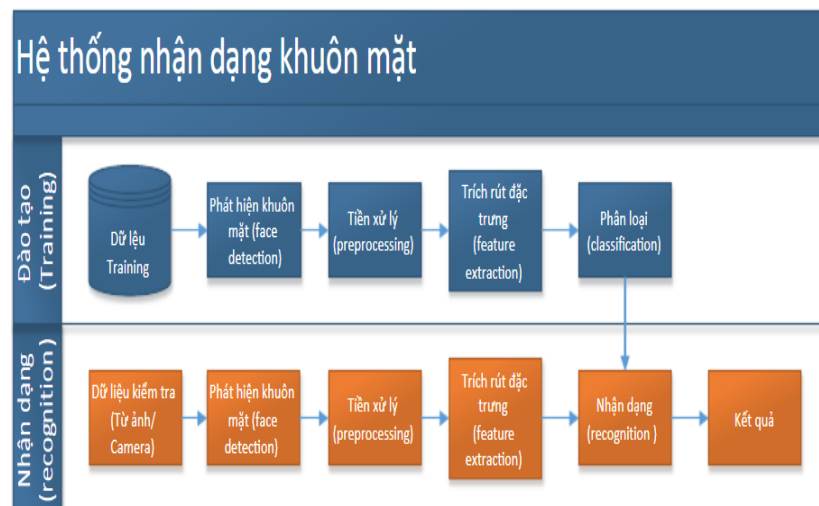 Hệ thống nhận dạng khuôn mặt
Đào tạo
(Training)
Dữ lệu
Training
Phát hiện khuôn
mặt (face
detection)
Tiền xử lý
(preprocessing)
Trích rút đặc
trưng
(feature
extraction)
Phân loại
(classification)
Nhận dạng
(recognition)
Dữ liệu kiểm tra
(Từ ảnh/
Camera)
Phát hiện khuôn
mặt (face
detection)
Tiền xử lý
(preprocessing)
Trích rút đặc
trưng
(feature
extraction)
Nhận dạng
(recognition )
Kết quả